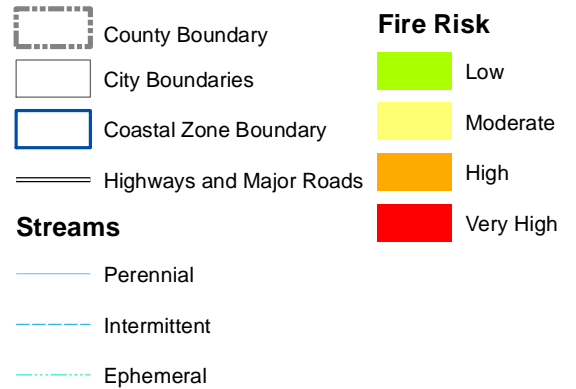 County Boundary
City Boundaries
Coastal Zone Boundary
Highways and Major Roads
Streams
Perennial
Intermittent
Ephemeral
Fire Risk
Low
Moderate
High
Very High